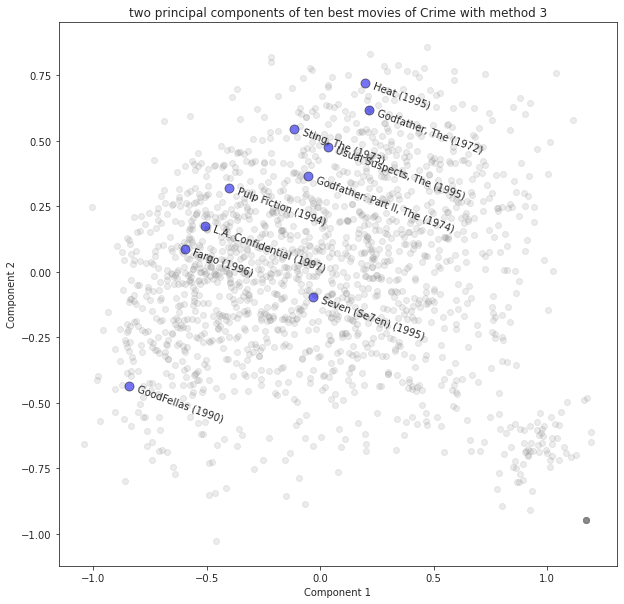 two principal components of ten best movies of Crime with method 3
0.75
0.50
0.25
0.00
−0.25
−0.50
−0.75
−1.00
Component 2
Heat (1995)
Godfather, The (1972)
Sting, The (1973)
Usual Suspects, The (1995)
Godfather: Part II, The (1974)
Pulp Fiction (1994)
L.A. Confidential (1997)
Fargo (1996)
Seven (Se7en) (1995)
GoodFellas (1990)
−1.0
−0.5
0.0
0.5
1.0
Component 1